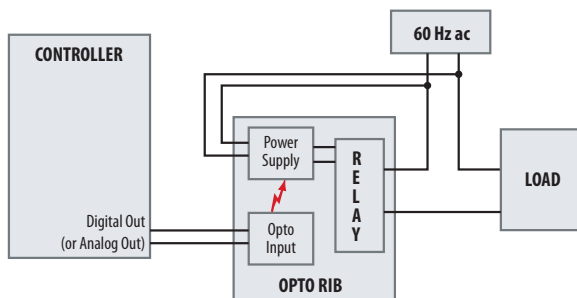 60 Hz ac
CONTROLLER
Power
Supply
R
E
L
A
Y
LOAD
Digital Out
(or Analog Out)
Opto
Input
OPTO RIB